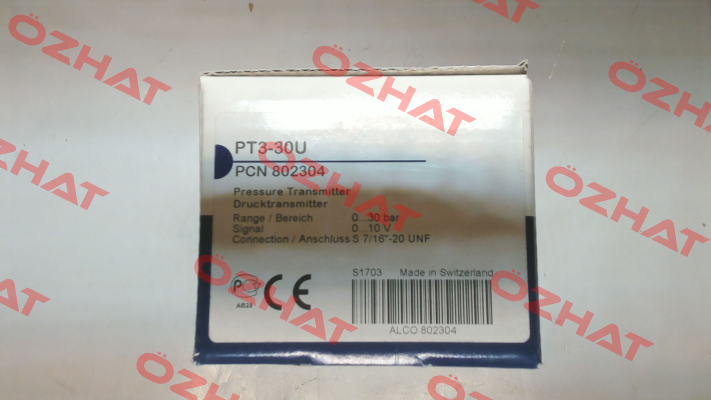 PT3-30U
PCN 802304
Pressure Transmitter
Drucktransmitter
Range / Bereich 0...30 bar
Signal 0...10 V
Connection / Anschluss S 7/16"-20 UNF
S1703 Made in Switzerland
CE
ALCO 802304
ÖZHAT
ÖZHAT
ÖZHAT
ÖZHAT
ÖZHAT
ÖZHAT
ÖZHAT
ÖZHAT
ÖZHAT
ÖZHAT